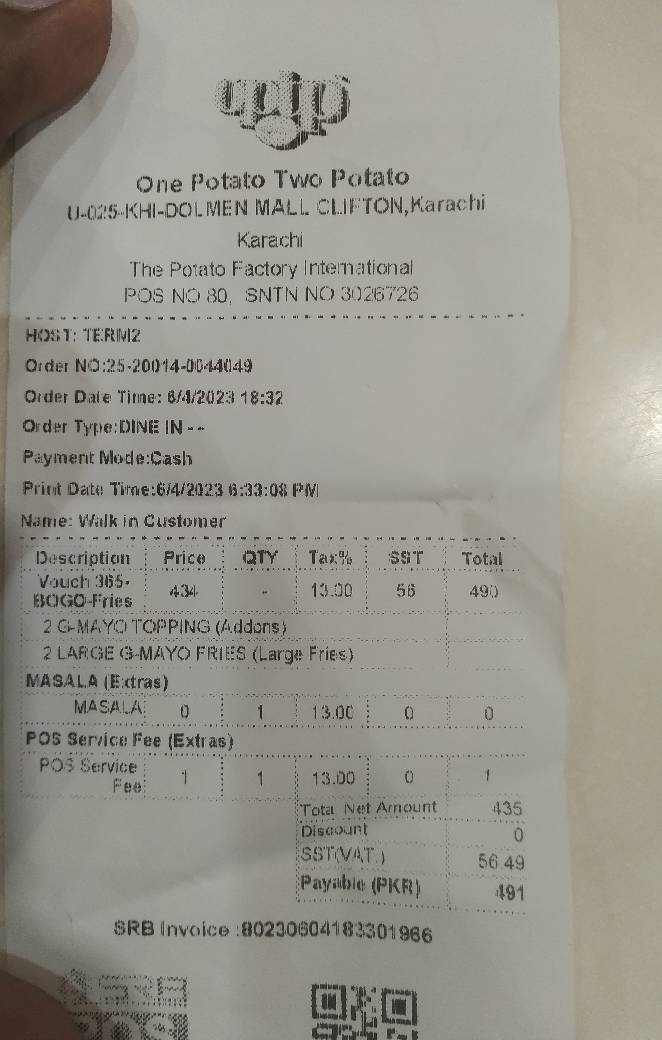 One Potato Two Potato
U-025-KHI-DOLMEN MALL CLIFTON,Karachi
Karachi
The Potato Factory International
POS NO 80, SNTN NO 3026726
HOST: TERM2
Order NO:25-20014-0044049
Order Date Time: 6/4/2023 18:32
Order Type:DINE IN - -
Payment Mode:Cash
Print Date Time:6/4/2023 6:33:08 PM
Name: Walk in Customer
Description Price QTY Tax% SST Total
Vouch 365-
BOGO-Fries 434 - 13.00 56 490
2 G-MAYO TOPPING (Addons)
2 LARGE G-MAYO FRIES (Large Fries)
MASALA (Extras)
MASALA 0 1 13.00 0 0
POS Service Fee (Extras)
POS Service
Fee 1 1 13.00 0 1
Total Net Amount 435
Discount 0
SST(VAT.) 56.49
Payable (PKR) 491
SRB Invoice :80230604183301966